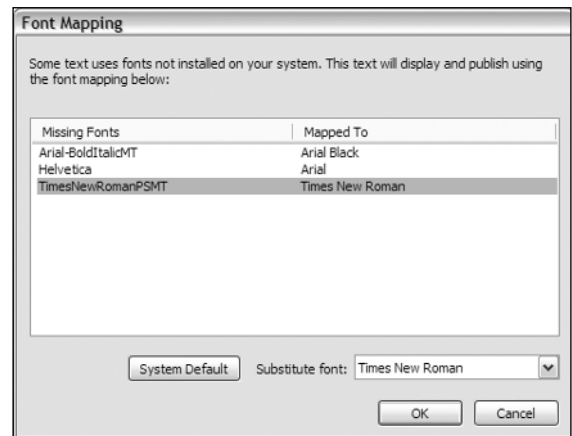 Font Mapping
Some text uses fonts not installed on your system. This text will display and publish using
the font mapping below:
Missing Fonts Mapped To
Arial-BoldItalicMT Arial Black
Helvetica Arial
TimesNewRomanPSMT Times New Roman
System Default Substitute font: Times New Roman
OK Cancel